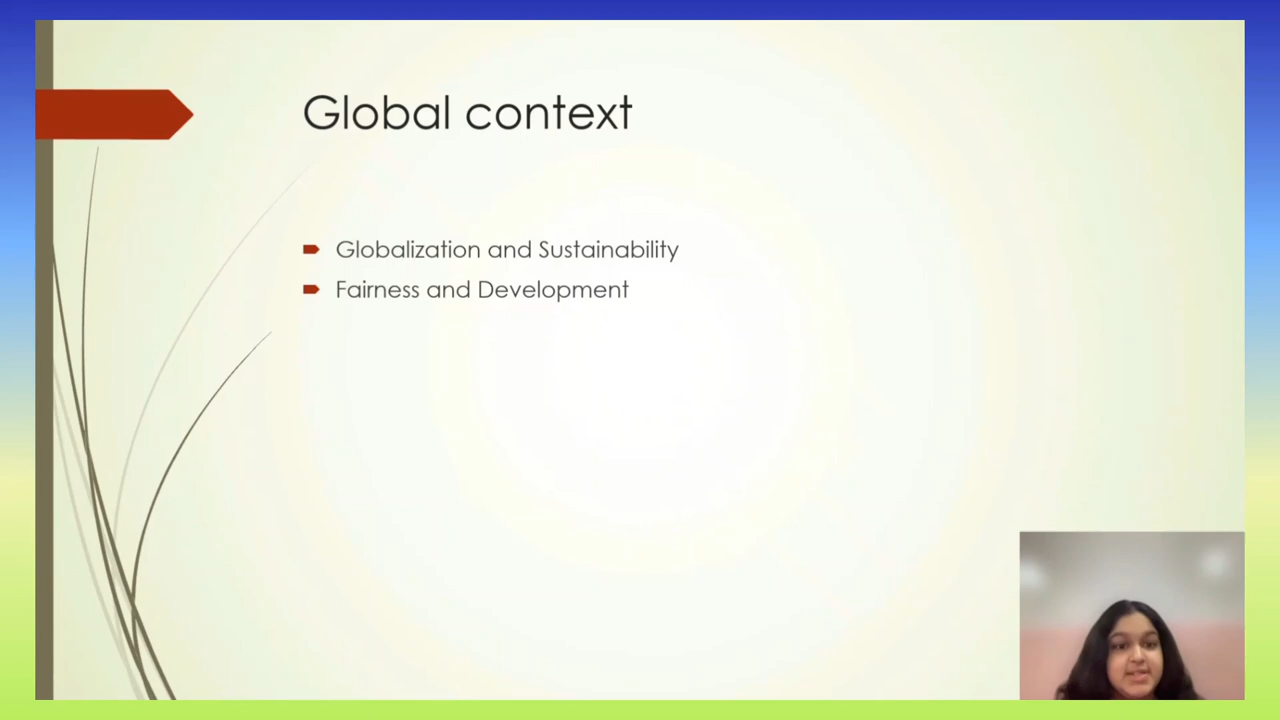 Global context
Globalization and Sustainability
Fairness and Development